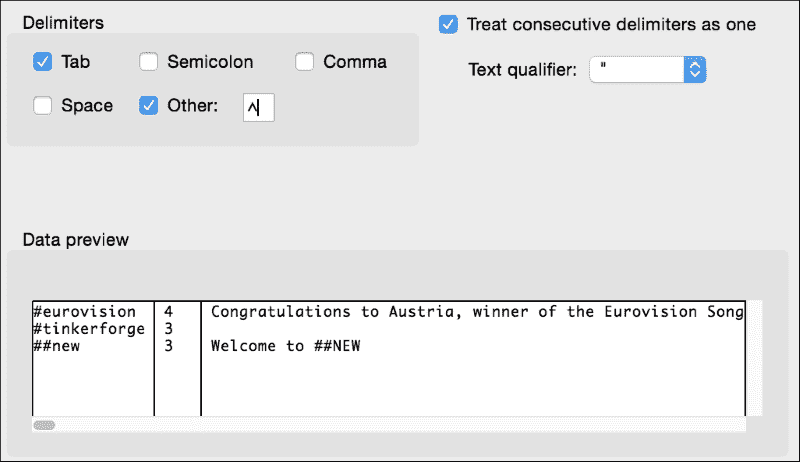 Delimiters
Treat consecutive delimiters as one
Tab Semicolon Comma
Text qualifier: "
Space Other: ^
Data preview
#eurovision 4 Congratulations to Austria, winner of the Eurovision Song
#tinkerforge 3
##new 3 Welcome to ##NEW